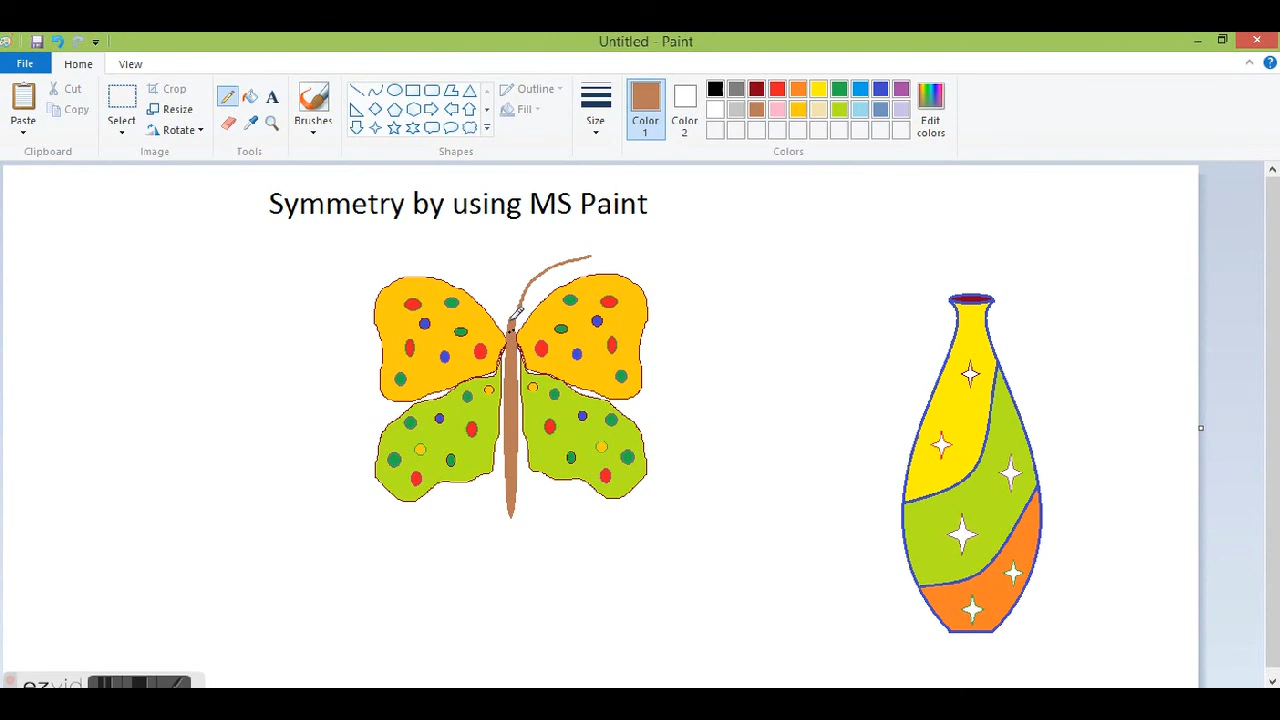 Untitled - Paint
File
Home
View
Paste
Cut
Copy
Clipboard
Select
Crop
Resize
Rotate
Image
A
Tools
Brushes
Outline
Fill
Shapes
Size
Color
1
Color
2
Edit
colors
Colors
Symmetry by using MS Paint
ezvid